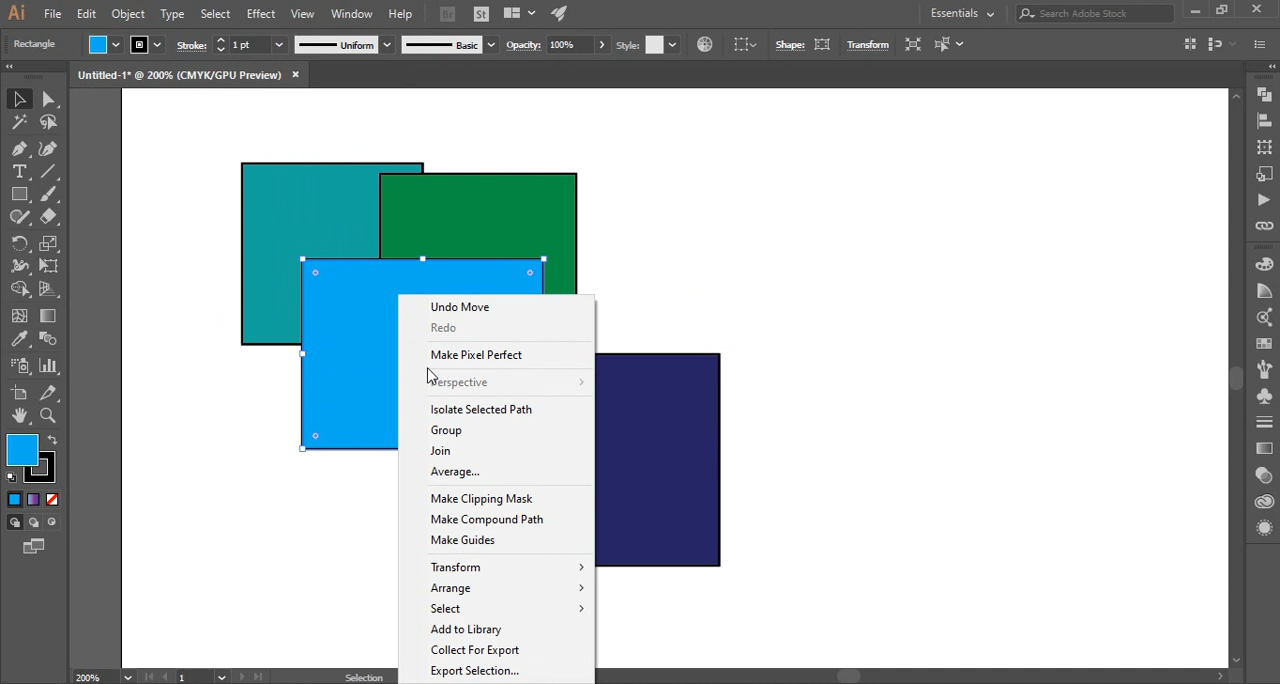 Ai File Edit Object Type Select Effect View Window Help Br St Essentials Search Adobe Stock
Rectangle Stroke: 1 pt Uniform Basic Opacity: 100% Style: Shape: Transform
Untitled-1* @ 200% (CMYK/GPU Preview) ×
T
Undo Move
Redo
Make Pixel Perfect
Perspective
Isolate Selected Path
Group
Join
Average...
Make Clipping Mask
Make Compound Path
Make Guides
Transform
Arrange
Select
Add to Library
Collect For Export
Export Selection...
200% 1 Selection